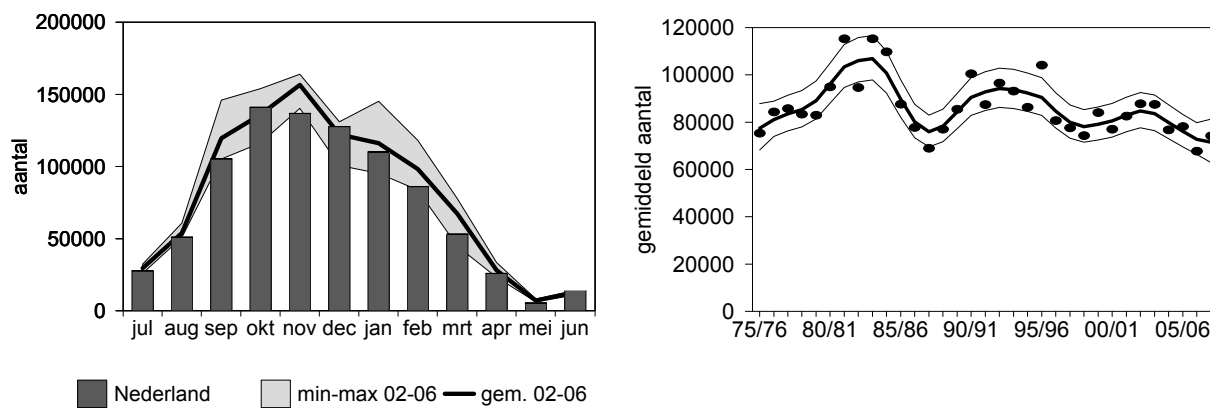 200000
150000
100000
50000
0
aantal
jul aug sep okt nov dec jan feb mrt apr mei jun
Nederland min-max 02-06 gem. 02-06
120000
100000
80000
60000
40000
20000
0
gemiddeld aantal
75/76 80/81 85/86 90/91 95/96 00/01 05/06